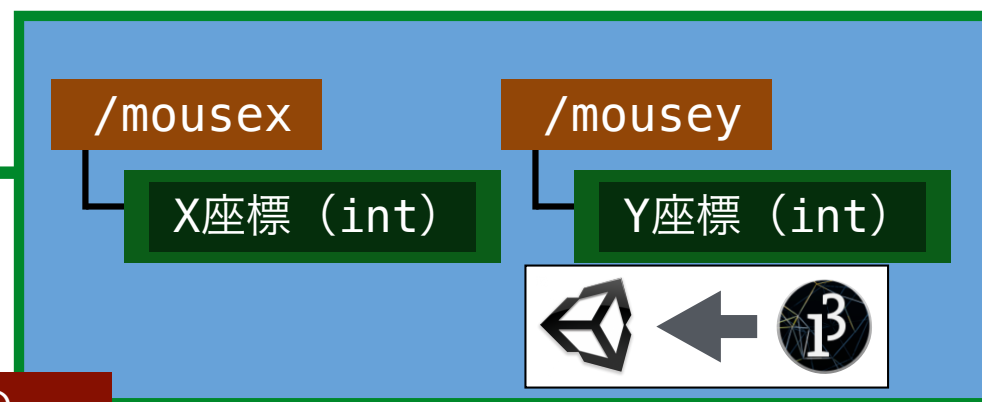 /mousex
/mousey
X座標（int）
Y座標（int）